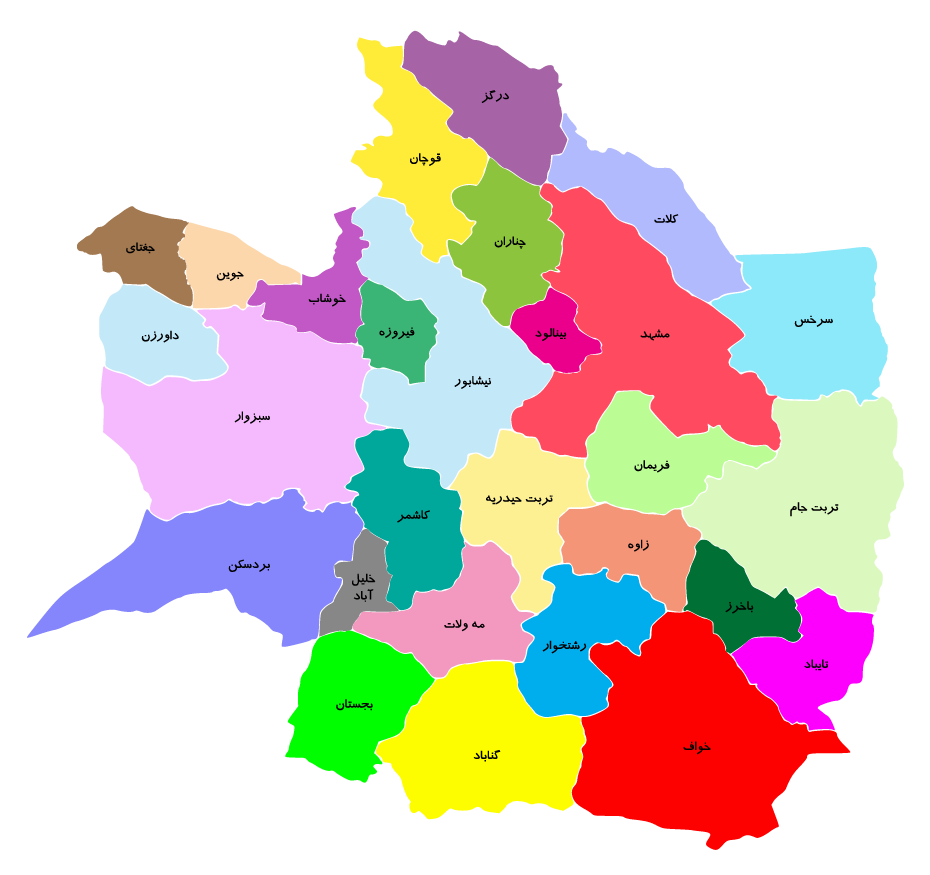 درگز
قوچان
کلات
چناران
جغتای
جوین
خوشاب
سرخس
داورزن
فیروزه
بینالود
مشهد
نیشابور
سبزوار
فریمان
تربت حیدریه
تربت جام
کاشمر
زاوه
بردسکن
خلیل
آباد
باخرز
مه ولات
رشتخوار
تایباد
بجستان
خواف
گناباد